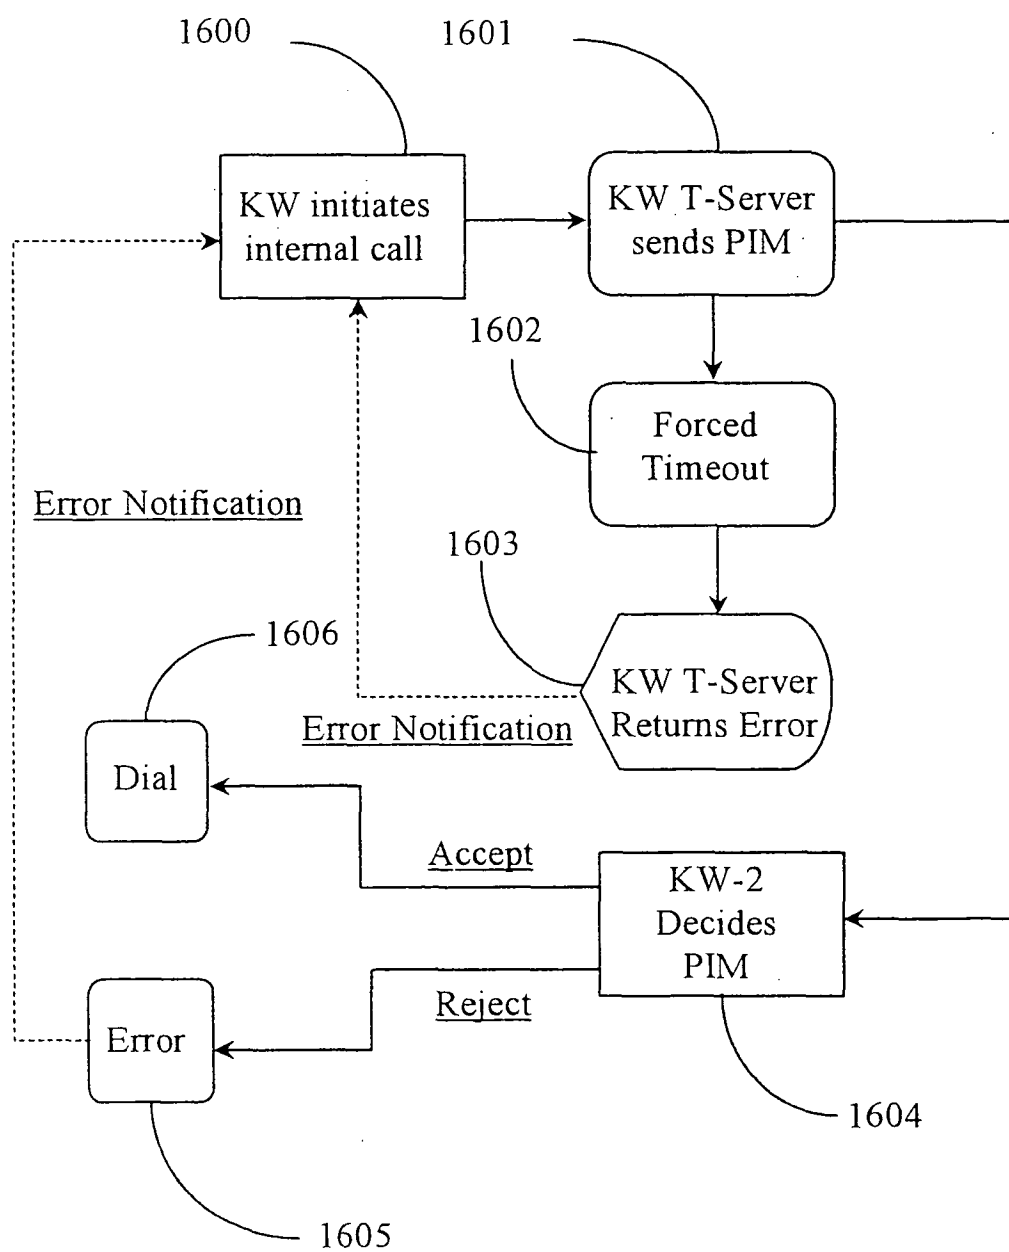 1600
1601
KW initiates
internal call
KW T-Server
sends PIM
1602
Forced
Timeout
Error Notification
1603
1606
KW T-Server
Returns Error
Error Notification
Dial
Accept
KW-2
Decides
PIM
Reject
Error
1604
1605